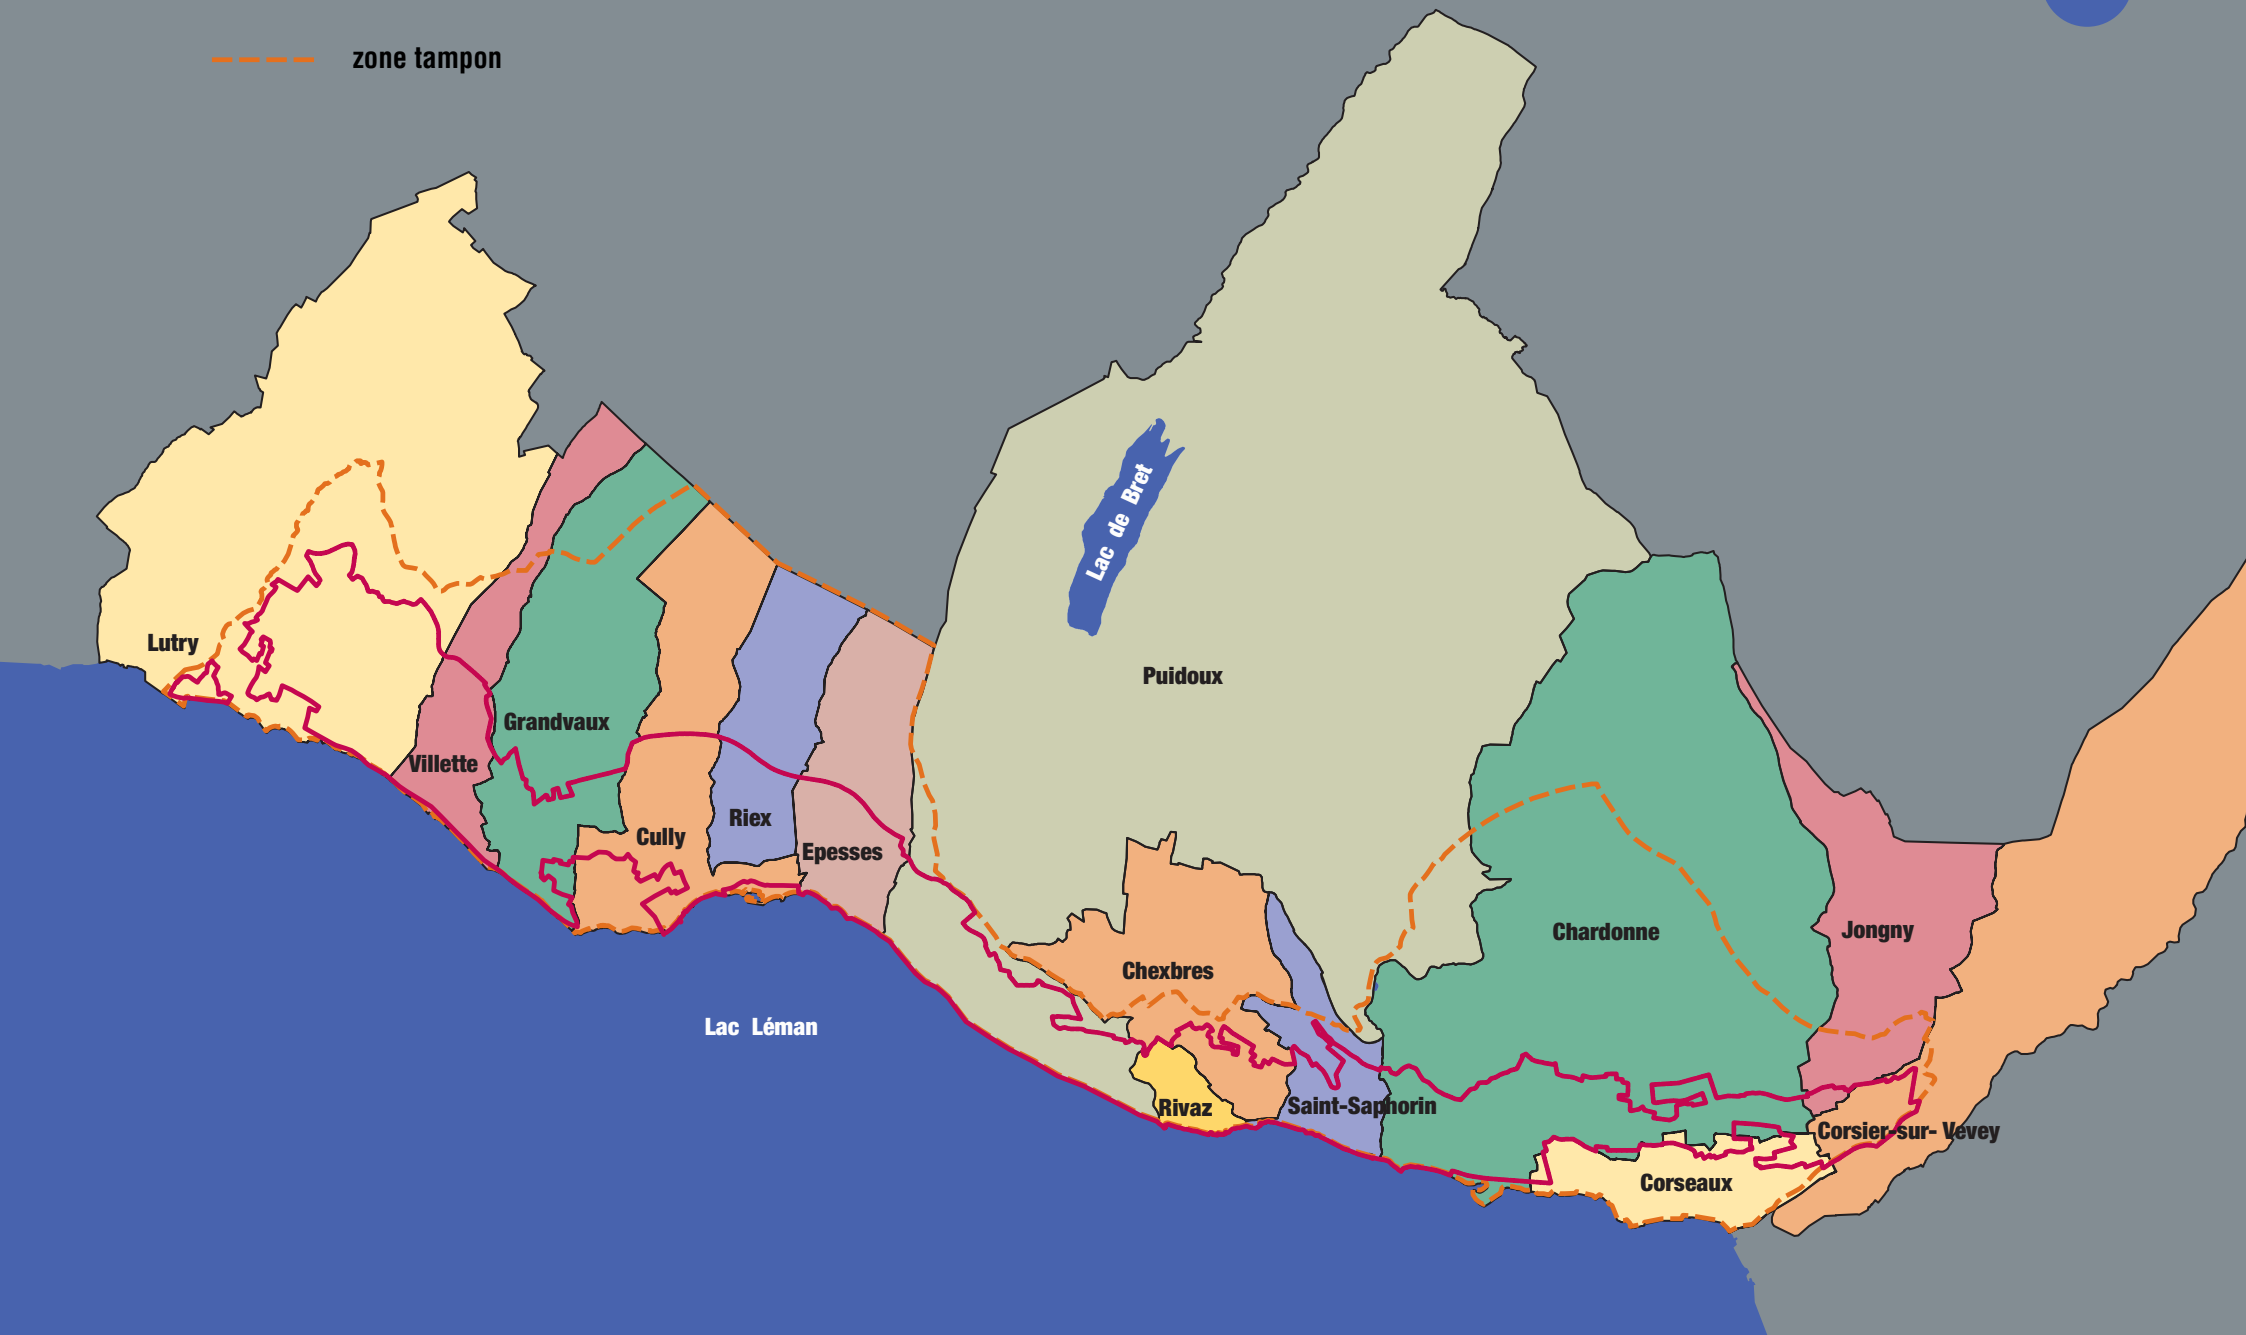 zone tampon
Lac de Bret
Lutry
Puidoux
Grandvaux
Villette
Riex
Cully
Epesses
Chardonne
Jongny
Chexbres
Lac Léman
Rivaz
Saint-Saphorin
Corsier-sur- Vevey
Corseaux